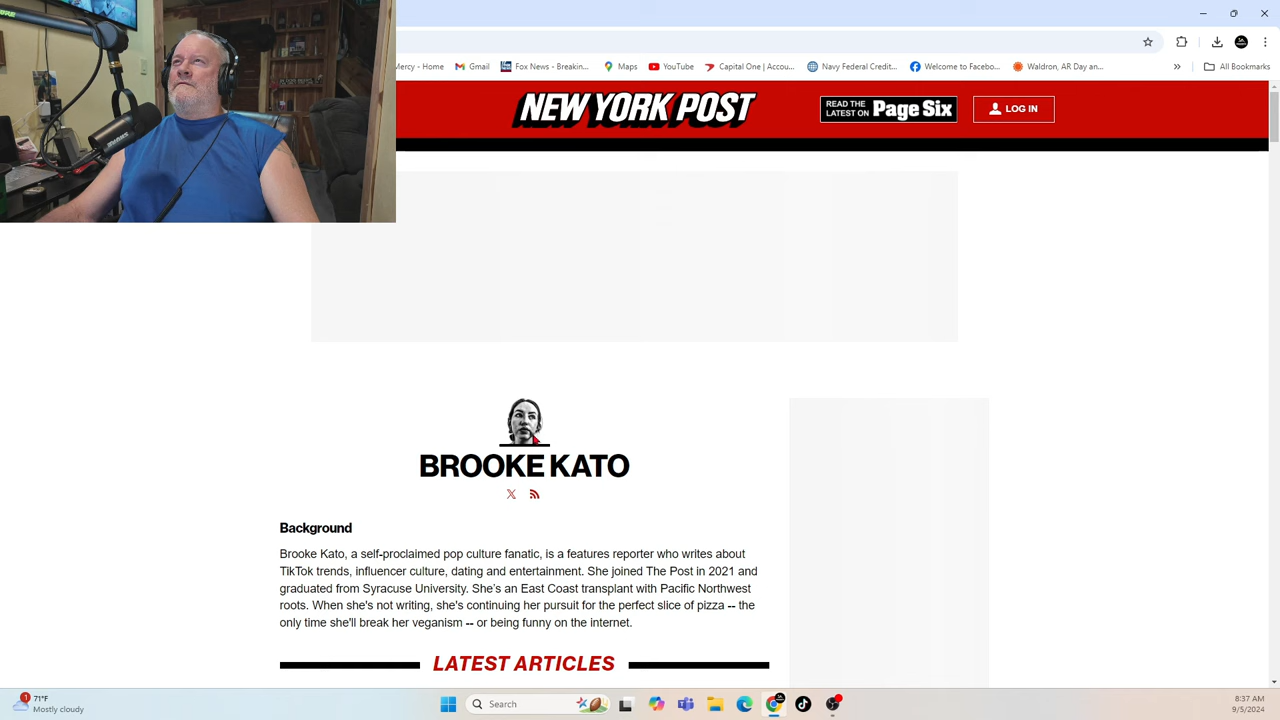 Mercy - Home
Gmail
Fox News - Breakin...
Maps
YouTube
Capital One | Accou...
Navy Federal Credit...
Welcome to Facebo...
Waldron, AR Day an...
»
All Bookmarks
NEW YORK POST
READ THE
LATEST ON
Page Six
LOG IN
BROOKE KATO
Background
Brooke Kato, a self-proclaimed pop culture fanatic, is a features reporter who writes about
TikTok trends, influencer culture, dating and entertainment. She joined The Post in 2021 and
graduated from Syracuse University. She's an East Coast transplant with Pacific Northwest
roots. When she's not writing, she's continuing her pursuit for the perfect slice of pizza -- the
only time she'll break her veganism -- or being funny on the internet.
LATEST ARTICLES
1
71°F
Mostly cloudy
Search
8:37 AM
9/5/2024